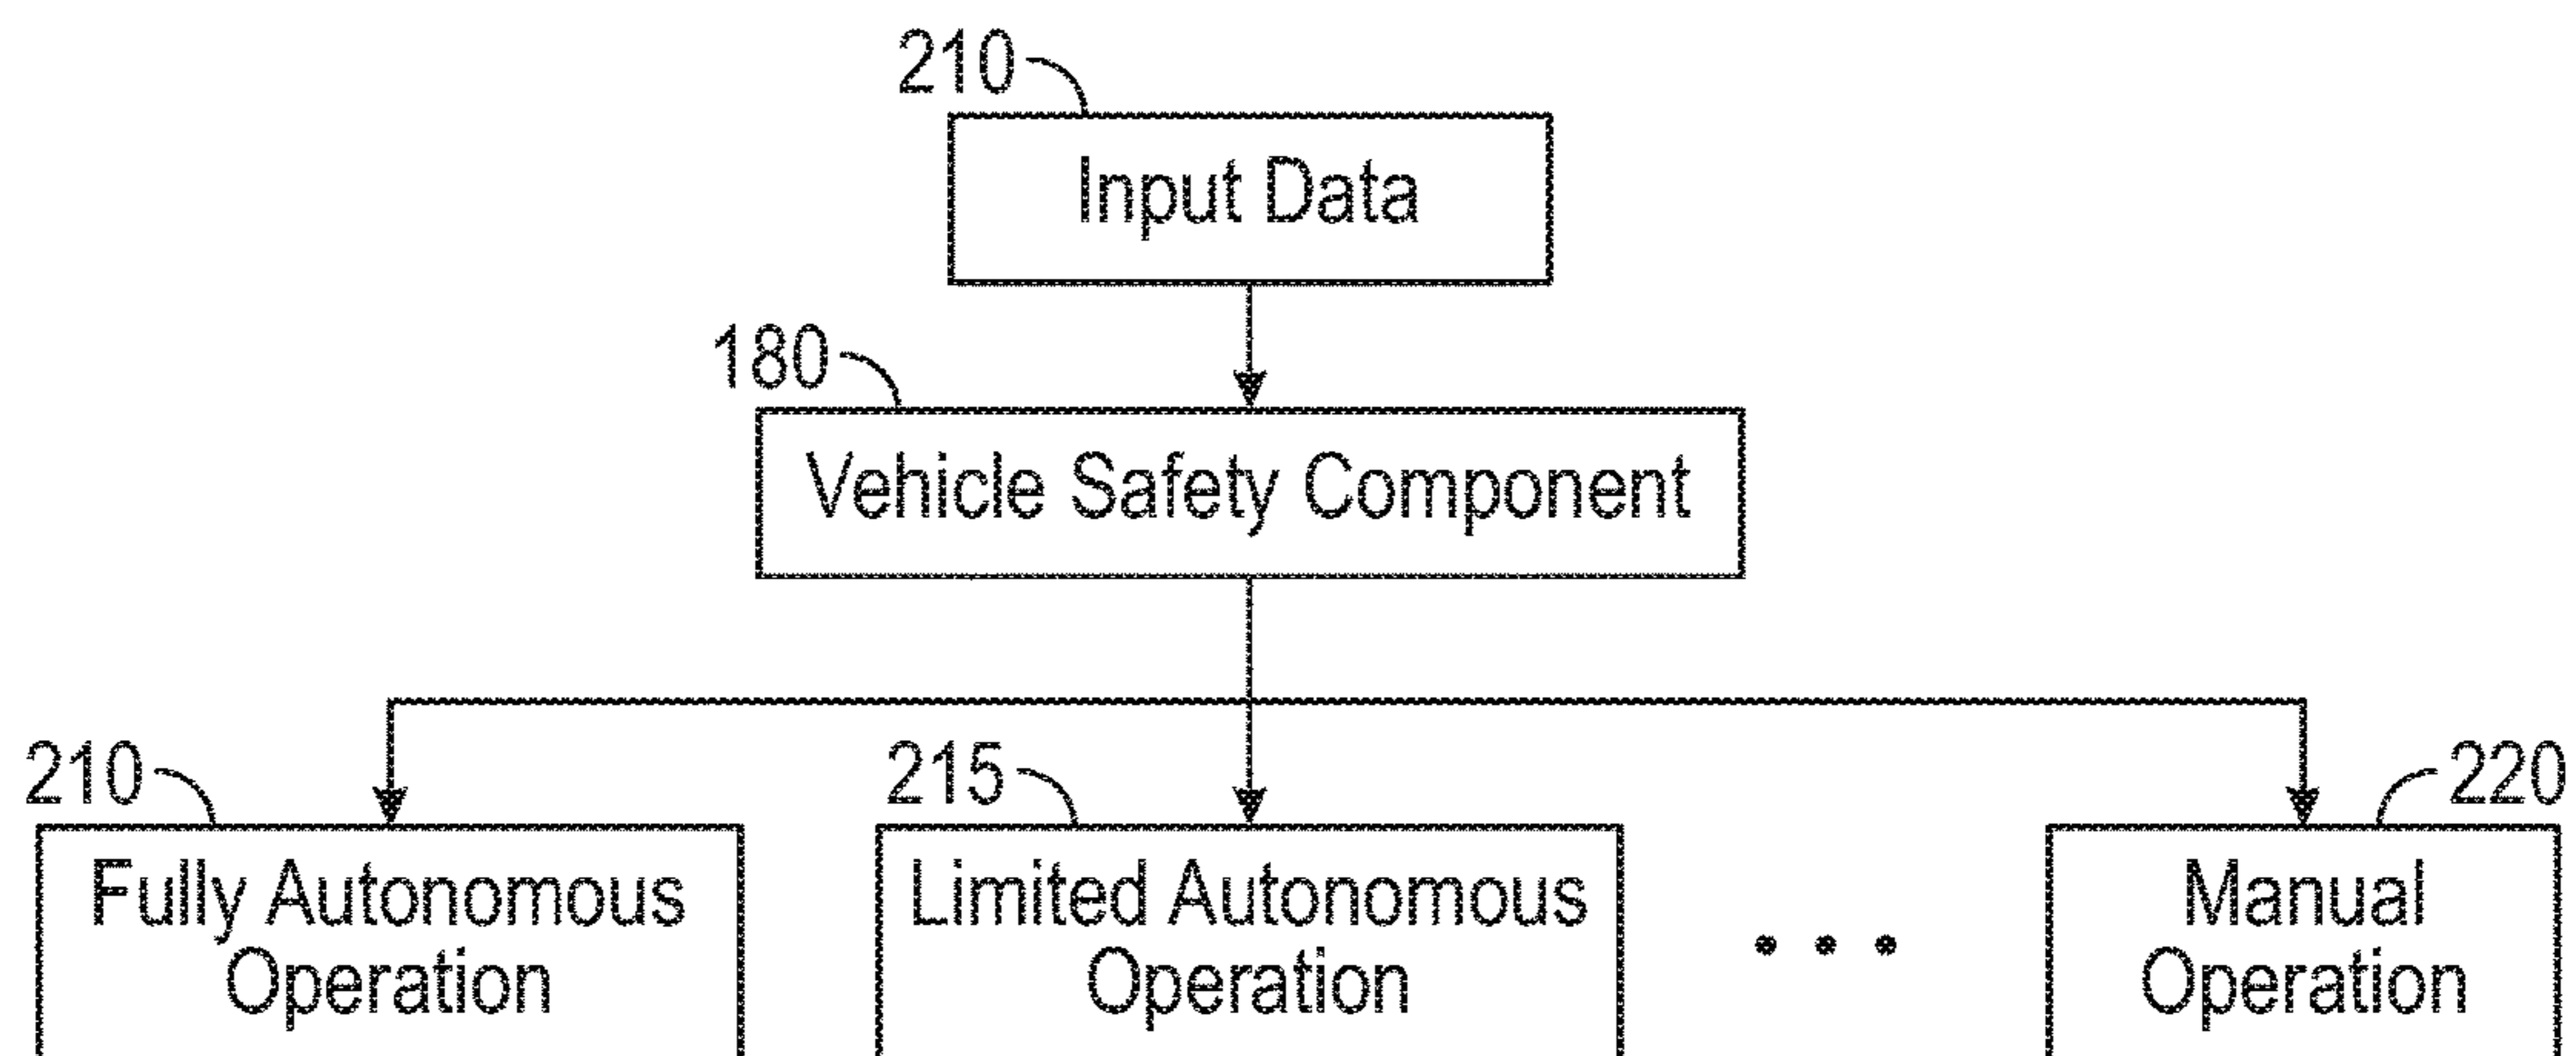 210
Input Data
180
Vehicle Safety Component
210
Fully Autonomous
Operation
215
Limited Autonomous
Operation
• • •
220
Manual
Operation